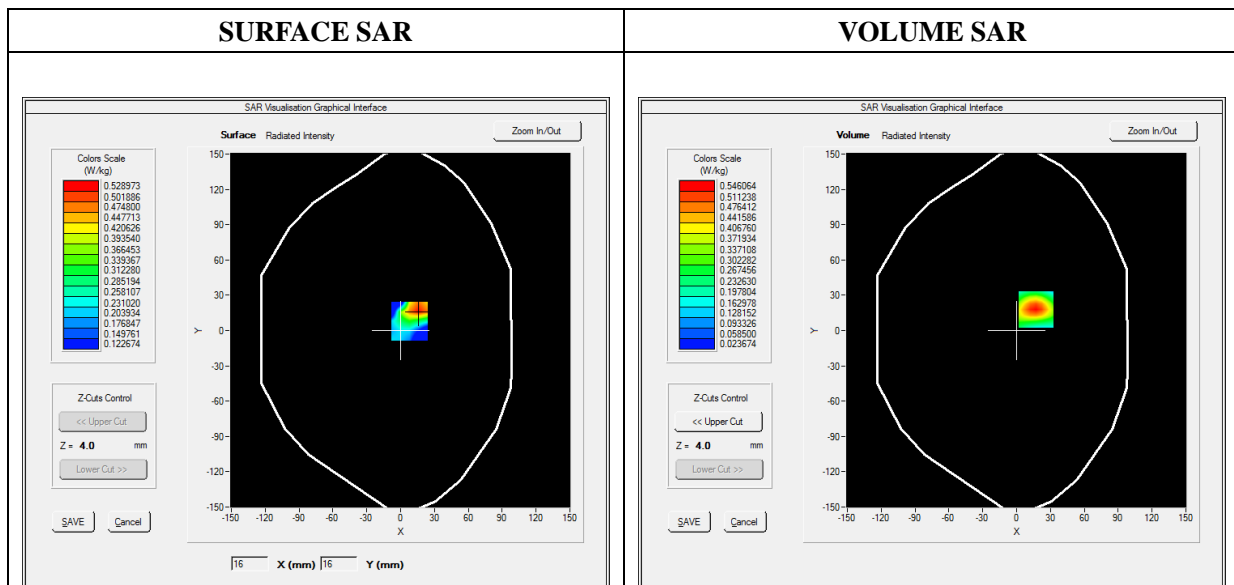 SURFACE SAR
VOLUME SAR
SAR Visualisation Graphical Interface
Surface Radiated Intensity
Zoom In/Out
Colors Scale
(W/kg)
0.528973
0.501886
0.474800
0.447713
0.420626
0.393540
0.366453
0.339367
0.312280
0.285194
0.258107
0.231020
0.203934
0.176847
0.149761
0.122674
Z-Cuts Control
<< Upper Cut
Z = 4.0 mm
Lower Cut >>
SAVE Cancel
150
120
90
60
30
0
-30
-60
-90
-120
-150
Y
-150 -120 -90 -60 -30 0 30 60 90 120 150
X
16 X (mm) 16 Y (mm)
SAR Visualisation Graphical Interface
Volume Radiated Intensity
Zoom In/Out
Colors Scale
(W/kg)
0.546064
0.511238
0.476412
0.441586
0.406760
0.371934
0.337108
0.302282
0.267456
0.232630
0.197804
0.162978
0.128152
0.093326
0.058500
0.023674
Z-Cuts Control
<< Upper Cut
Z = 4.0 mm
Lower Cut >>
SAVE Cancel
150
120
90
60
30
0
-30
-60
-90
-120
-150
Y
-150 -120 -90 -60 -30 0 30 60 90 120 150
X